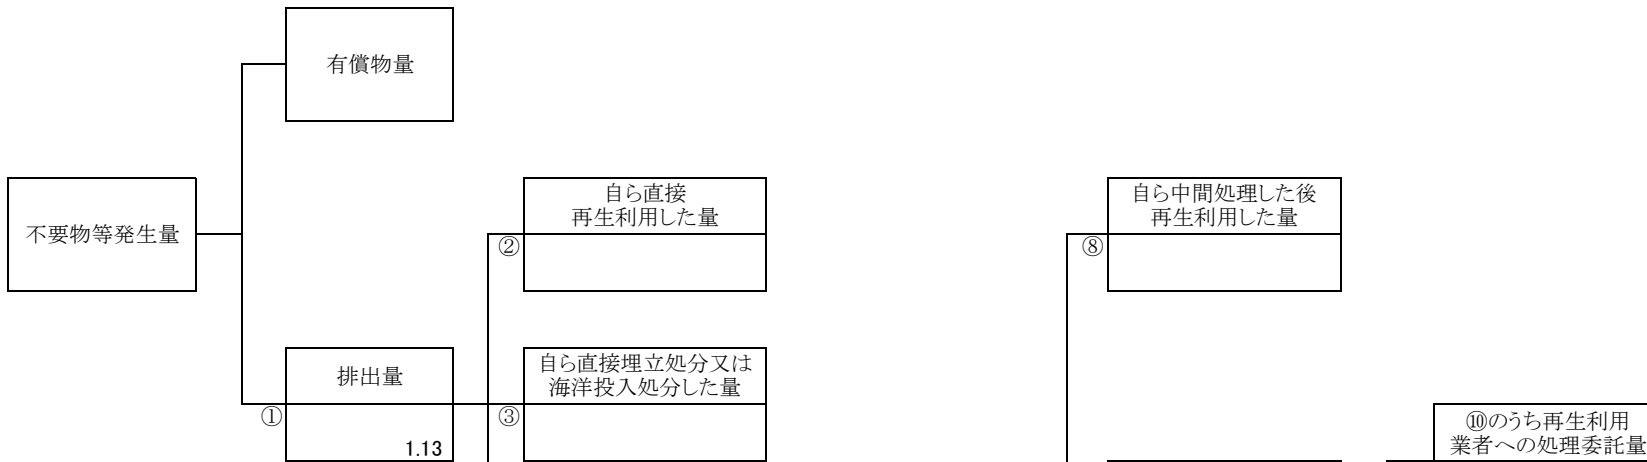 有償物量
不要物等発生量
自ら直接
再生利用した量
②
自ら中間処理した後
再生利用した量
⑧
排出量
①
1.13
自ら直接埋立処分又は
海洋投入処分した量
③
⑩のうち再生利用
業者への処理委託量